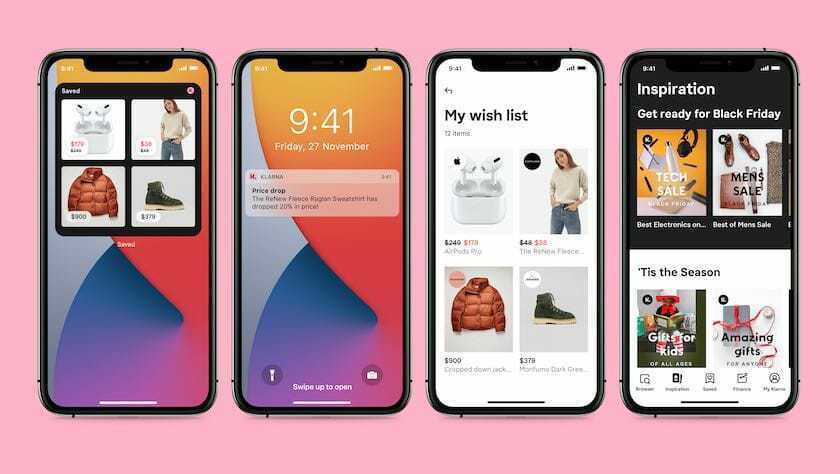 9:41
Saved
K.
$179
$249
$38
$48
$900
$379
Saved
9:41
9:41
Friday, 27 November
K. KLARNA 9:41
Price drop
The ReNew Fleece Raglan Sweatshirt has
dropped 20% in price!
Swipe up to open
9:41
My wish list
12 items
$249 $179
AirPods Pro
$48 $38
The ReNew Fleece...
$900
Cropped down jack...
$379
Monfumo Dark Gree...
9:41
Inspiration
Get ready for Black Friday
K.
TECH
SALE
BLACK FRIDAY
K.
MENS
SALE
BLACK FRIDAY
Best Electronics on...
Best of Mens Sale
'Tis the Season
K.
Gifts for
kids
OF ALL AGES
K.
Amazing
gifts
FOR ANYONE
Browser
Inspiration
Saved
Finance
My Klarna